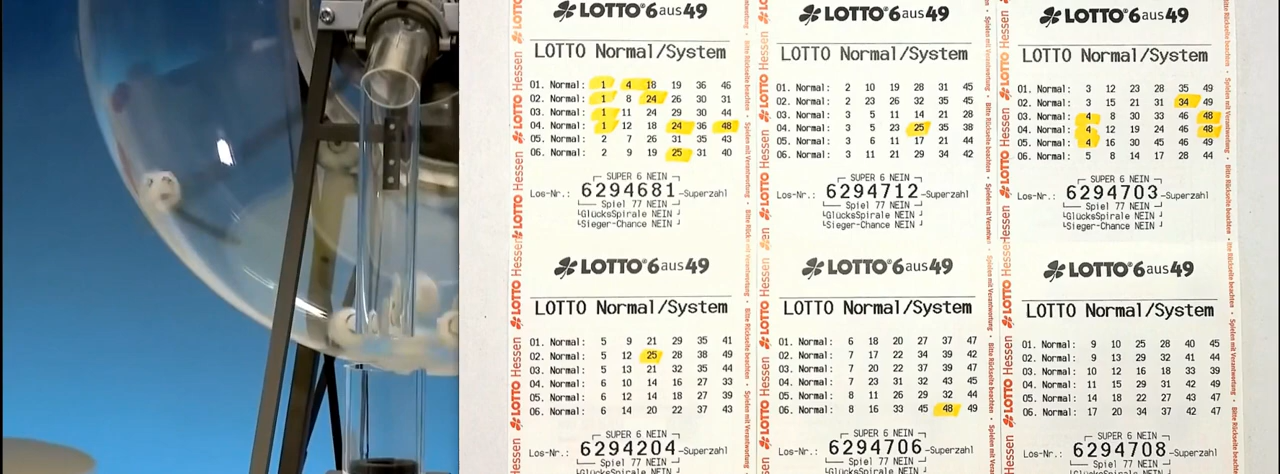 LOTTO® 6aus49
LOTTO Normal/System
01. Normal: 1 4 18 19 36 46
02. Normal: 1 8 24 26 30 31
03. Normal: 1 11 24 29 30 44
04. Normal: 1 12 18 24 36 48
05. Normal: 2 7 26 31 35 43
06. Normal: 2 9 19 25 31 40
SUPER 6 NEIN
Los-Nr.: 6294681-Superzahl
Spiel 77 NEIN
GlücksSpirale NEIN
Sieger-Chance NEIN
LOTTO® 6aus49
LOTTO Normal/System
01. Normal: 2 10 19 28 31 45
02. Normal: 2 23 26 32 35 45
03. Normal: 3 5 11 14 21 28
04. Normal: 3 5 23 25 35 38
05. Normal: 3 6 11 17 21 44
06. Normal: 3 11 21 29 34 42
SUPER 6 NEIN
Los-Nr.: 6294712-Superzahl
Spiel 77 NEIN
GlücksSpirale NEIN
Sieger-Chance NEIN
LOTTO® 6aus49
LOTTO Normal/System
01. Normal: 3 12 23 28 35 49
02. Normal: 3 15 21 31 34 49
03. Normal: 4 8 30 33 46 48
04. Normal: 4 12 19 24 46 48
05. Normal: 4 16 30 45 46 49
06. Normal: 5 8 14 17 28 44
SUPER 6 NEIN
Los-Nr.: 6294703-Superzahl
Spiel 77 NEIN
GlücksSpirale NEIN
Sieger-Chance NEIN
LOTTO® 6aus49
LOTTO Normal/System
01. Normal: 5 9 21 29 35 41
02. Normal: 5 12 25 28 38 49
03. Normal: 5 13 21 32 35 44
04. Normal: 6 10 14 16 27 33
05. Normal: 6 12 14 18 27 39
06. Normal: 6 14 20 22 37 43
SUPER 6 NEIN
Los-Nr.: 6294204-Superzahl
Spiel 77 NEIN
GlücksSpirale NEIN
LOTTO® 6aus49
LOTTO Normal/System
01. Normal: 6 18 20 27 37 47
02. Normal: 7 17 22 34 39 42
03. Normal: 7 20 22 37 39 47
04. Normal: 7 23 31 32 43 45
05. Normal: 8 11 26 29 32 44
06. Normal: 8 16 33 45 48 49
SUPER 6 NEIN
Los-Nr.: 6294706-Superzahl
Spiel 77 NEIN
GlücksSpirale NEIN
LOTTO® 6aus49
LOTTO Normal/System
01. Normal: 9 10 25 28 40 45
02. Normal: 9 13 29 32 41 44
03. Normal: 10 12 16 18 33 39
04. Normal: 11 15 29 31 42 49
05. Normal: 14 18 22 27 43 47
06. Normal: 17 20 34 37 42 47
SUPER 6 NEIN
Los-Nr.: 6294708-Superzahl
Spiel 77 NEIN
GlücksSpirale NEIN
LOTTO Hessen
LOTTO Hessen
LOTTO Hessen
Bitte Rückseite beachten • Spielen mit Verantwortung